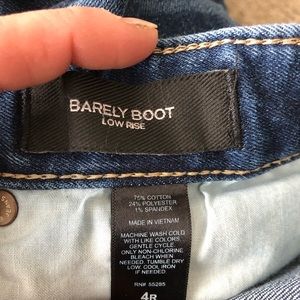 BARELY BOOT
LOW RISE
75% COTTON
24% POLYESTER
1% SPANDEX
MADE IN VIETNAM
MACHINE WASH COLD
WITH LIKE COLORS,
GENTLE CYCLE.
ONLY NON-CHLORINE
BLEACH WHEN
NEEDED. TUMBLE DRY
LOW. COOL IRON IF
NEEDED.
RN# 55285
4R